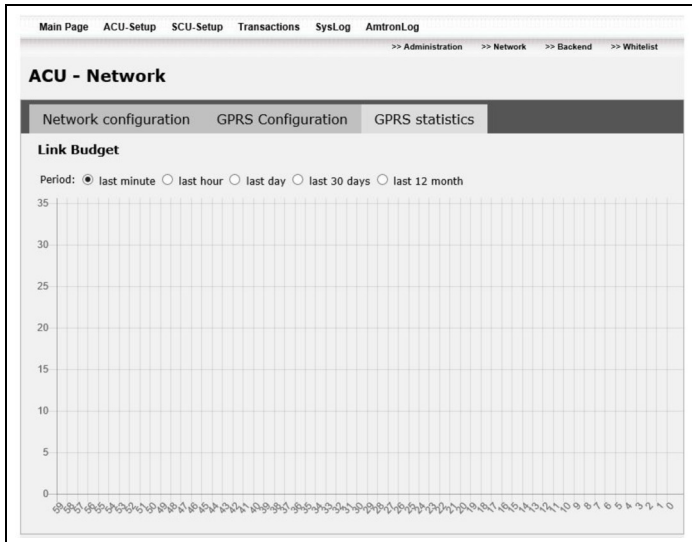 Main Page ACU-Setup SCU-Setup Transactions SysLog AmtronLog
>> Administration >> Network >> Backend >> Whitelist
ACU - Network
Network configuration GPRS Configuration GPRS statistics
Link Budget
Period: last minute last hour last day last 30 days last 12 month
35
30
25
20
15
10
5
0
59 58 57 56 55 54 53 52 51 50 49 48 47 46 45 44 43 42 41 40 39 38 37 36 35 34 33 32 31 30 29 28 27 26 25 24 23 22 21 20 19 18 17 16 15 14 13 12 11 10 9 8 7 6 5 4 3 2 1 0